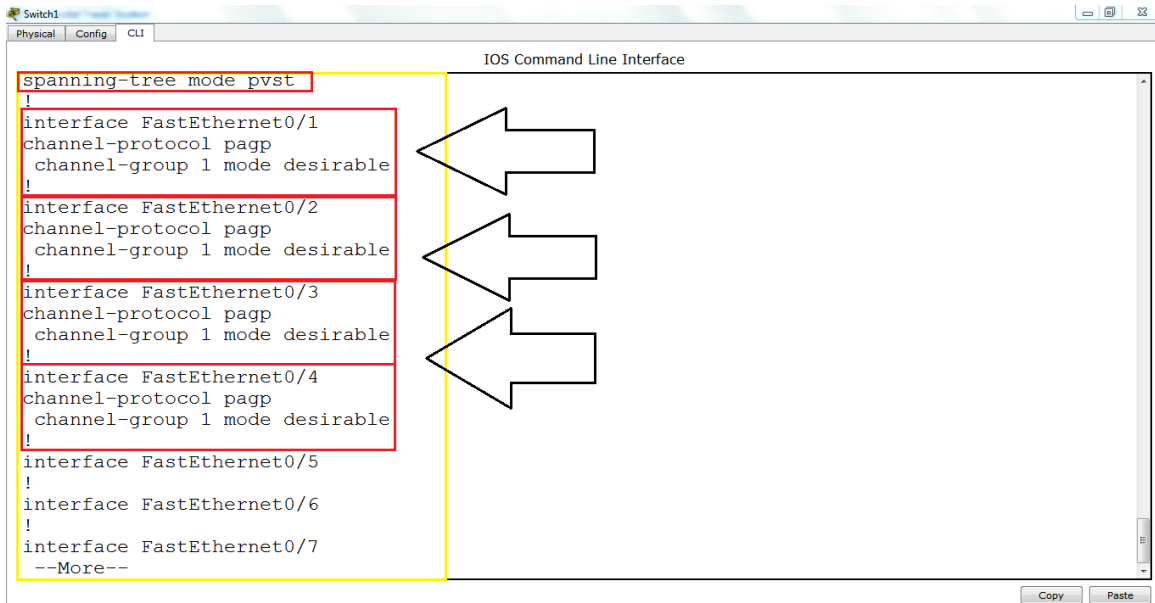 Switch1
Physical Config CLI
IOS Command Line Interface
spanning-tree mode pvst
!
interface FastEthernet0/1
channel-protocol pagp
channel-group 1 mode desirable
!
interface FastEthernet0/2
channel-protocol pagp
channel-group 1 mode desirable
!
interface FastEthernet0/3
channel-protocol pagp
channel-group 1 mode desirable
!
interface FastEthernet0/4
channel-protocol pagp
channel-group 1 mode desirable
!
interface FastEthernet0/5
!
interface FastEthernet0/6
!
interface FastEthernet0/7
--More--
Copy Paste